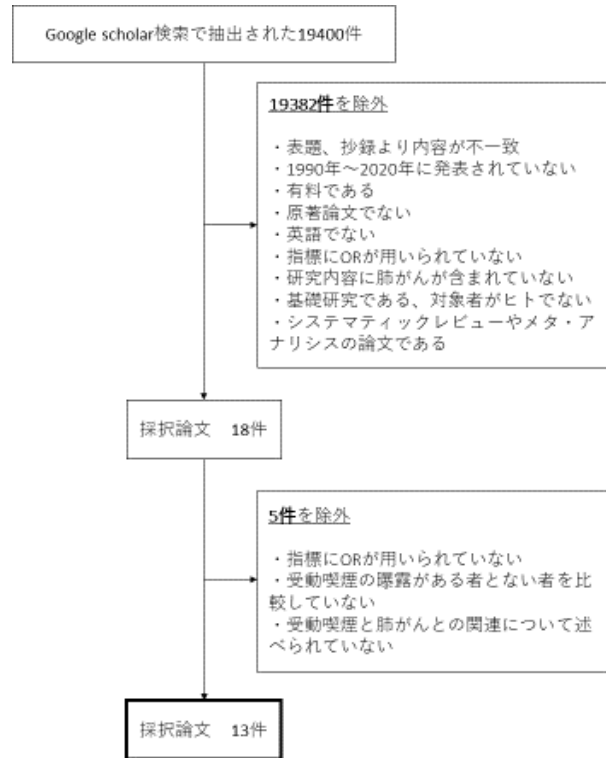 Google scholar検索で抽出された19400件
19382件を除外
・表題、抄録より内容が不一致
・1990年～2020年に発表されていない
・有料である
・原著論文でない
・英語でない
・指標にORが用いられていない
・研究内容に肺がんが含まれていない
・基礎研究である、対象者がヒトでない
・システマティックレビューやメタ・ア
ナリシスの論文である
採択論文　18件
5件を除外
・指標にORが用いられていない
・受動喫煙の曝露がある者とない者を比
較していない
・受動喫煙と肺がんとの関連について述
べられていない
採択論文　13件